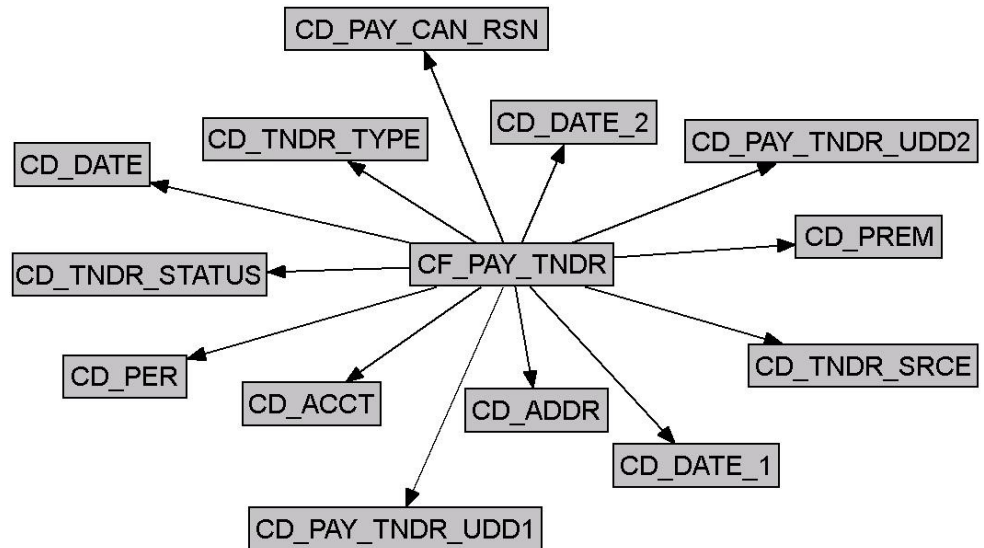 CD_PAY_CAN_RSN
CD_DATE_2
CD_TNDR_TYPE
CD_PAY_TNDR_UDD2
CD_DATE
CD_PREM
CF_PAY_TNDR
CD_TNDR_STATUS
CD_TNDR_SRCE
CD_PER
CD_ACCT
CD_ADDR
CD_DATE_1
CD_PAY_TNDR_UDD1